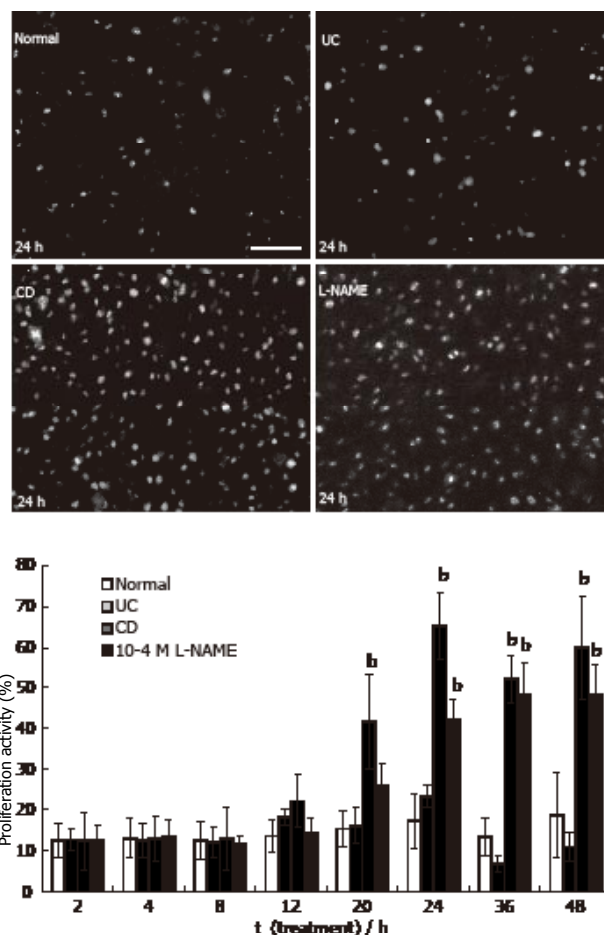 Normal
UC
24 h
CD
L-NAME
24 h
24 h
80
70
60
50
40
30
20
10
0
Proliferation activity (%)
Normal
UC
CD
10-4 M L-NAME
b
b
b
b
b
b
b
2
4
8
12
20
24
36
48
t (treatment) / h